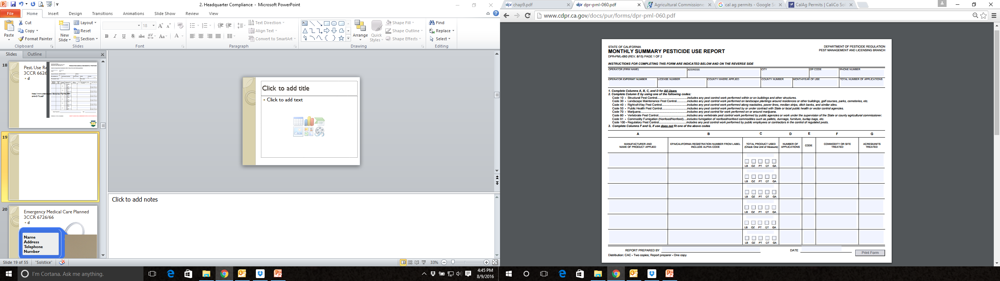 2. Headquarter Compliance - Microsoft PowerPoint
File Home Insert Design Transitions Animations Slide Show Review View
Paste
Cut
Copy
Format Painter
Clipboard
New
Slide
Layout
Reset
Section
Slides
18
B I U S abc AV Aa A
Font
Text Direction
Align Text
Convert to SmartArt
Paragraph
Arrange
Quick
Styles
Shape Fill
Shape Outline
Shape Effects
Drawing
Find
Replace
Select
Editing
Slides Outline
18
Pest. Use Re
3CCR 6626
d
19
20
Emergency Medical Care Planned
3CCR 6726/66
d
Name
Address
Telephone
Number
Click to add title
Click to add text
Click to add notes
Slide 19 of 55 "Solstice" 33%
I'm Cortana. Ask me anything.
4:45 PM
8/9/2016
chap9.pdf
dpr-pml-060.pdf
Agricultural Commissione
cal ag permits - Google Se
CalAg Permits | CaliCo Sol
www.cdpr.ca.gov/docs/pur/forms/dpr-pml-060.pdf
STATE OF CALIFORNIA
MONTHLY SUMMARY PESTICIDE USE REPORT
DPR-PML-060 (REV. 8/15) PAGE 1 OF 2
DEPARTMENT OF PESTICIDE REGULATION
PEST MANAGEMENT AND LICENSING BRANCH
INSTRUCTIONS FOR COMPLETING THIS FORM ARE INDICATED BELOW AND ON THE REVERSE SIDE
OPERATOR (FIRM NAME) ADDRESS CITY ZIP CODE PHONE NUMBER
OPERATOR ID/PERMIT NUMBER LICENSE NUMBER COUNTY WHERE APPLIED COUNTY NUMBER MONTH/YEAR OF USE TOTAL NUMBER OF APPLICATIONS
1. Complete Columns A, B, C, and D for All Users
2. Complete Column E by using one of the following codes:
Code 10 - Structural Pest Control....includes any pest control work performed within or on buildings and other structures.
Code 30 - Landscape Maintenance Pest Control....includes any pest control work performed on landscape plantings around residences or other buildings, golf courses, parks, cemeteries, etc.
Code 40 - Right-of-Way Pest Control....includes any pest control work performed along roadsides, power lines, median strips, ditch banks, and similar sites.
Code 50 - Public Health Pest Control....includes any pest control work performed by or under contract with State or local public health or vector control agencies.
Code 70 - Marijuana....includes any pest control for work performed on or around marijuana.
Code 80 - Vertebrate Pest Control....includes any vertebrate pest control work performed by public agencies or work under the supervision of the State or county agricultural commissioner.
Code 91 - Commodity Fumigation (Nonfood/Nonfeed)....includes fumigation of nonfood/nonfeed commodities such as pallets, dunnage, furniture, burlap bags, etc.
Code 100 - Regulatory Pest Control....includes any pest control work performed by public employees or contractors in the control of regulated pests.
3. Complete Columns F and G, if use does not fit one of the above codes
A B C D E F G
MANUFACTURER AND
NAME OF PRODUCT APPLIED
EPA/CALIFORNIA REGISTRATION NUMBER FROM LABEL
INCLUDE ALPHA CODE
TOTAL PRODUCT USED
(Check One Unit of Measure)
NUMBER OF
APPLICATIONS
CODE
COMMODITY OR SITE
TREATED
ACRES/UNITS
TREATED
LB OZ PT QT GA
LB OZ PT QT GA
LB OZ PT QT GA
LB OZ PT QT GA
LB OZ PT QT GA
LB OZ PT QT GA
REPORT PREPARED BY DATE
Print Form
Distribution: CAC - Two copies; Report preparer - One copy